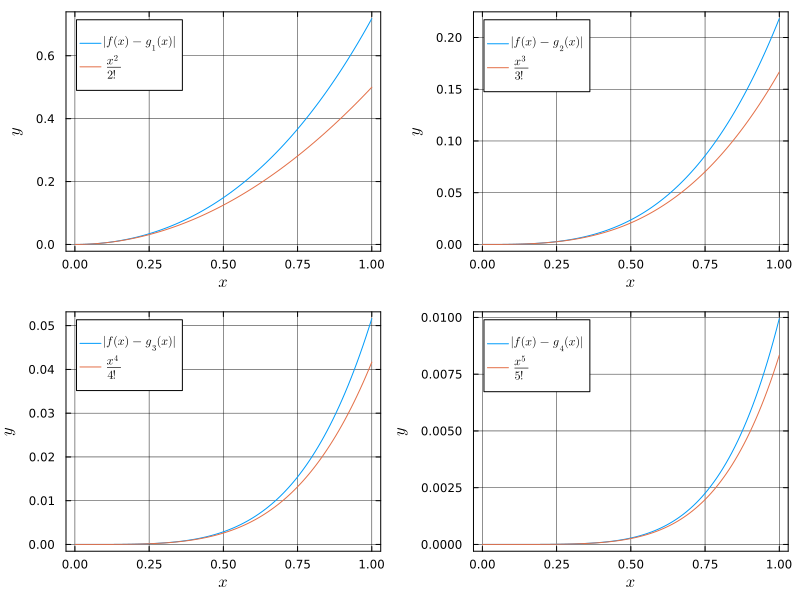 |f(x) − g₁(x)|
x²/2!
0.6
0.4
0.2
0.0
y
0.00 0.25 0.50 0.75 1.00
x
|f(x) − g₂(x)|
x³/3!
0.20
0.15
0.10
0.05
0.00
y
0.00 0.25 0.50 0.75 1.00
x
|f(x) − g₃(x)|
x⁴/4!
0.05
0.04
0.03
0.02
0.01
0.00
y
0.00 0.25 0.50 0.75 1.00
x
|f(x) − g₄(x)|
x⁵/5!
0.0100
0.0075
0.0050
0.0025
0.0000
y
0.00 0.25 0.50 0.75 1.00
x